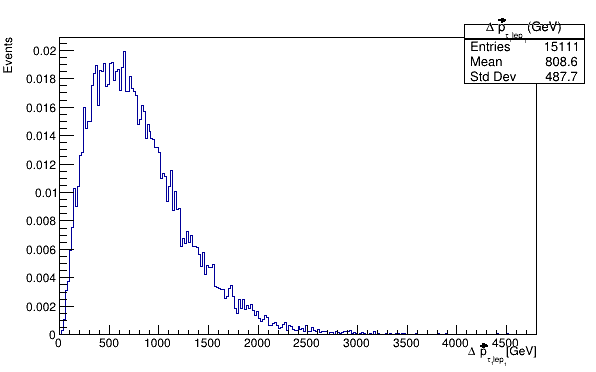 Δ p⃗ τ,lep₁ (GeV)
Entries 15111
Mean 808.6
Std Dev 487.7
Events
0.02
0.018
0.016
0.014
0.012
0.01
0.008
0.006
0.004
0.002
0
0 500 1000 1500 2000 2500 3000 3500 4000 4500
Δ p⃗ τ,lep₁ [GeV]